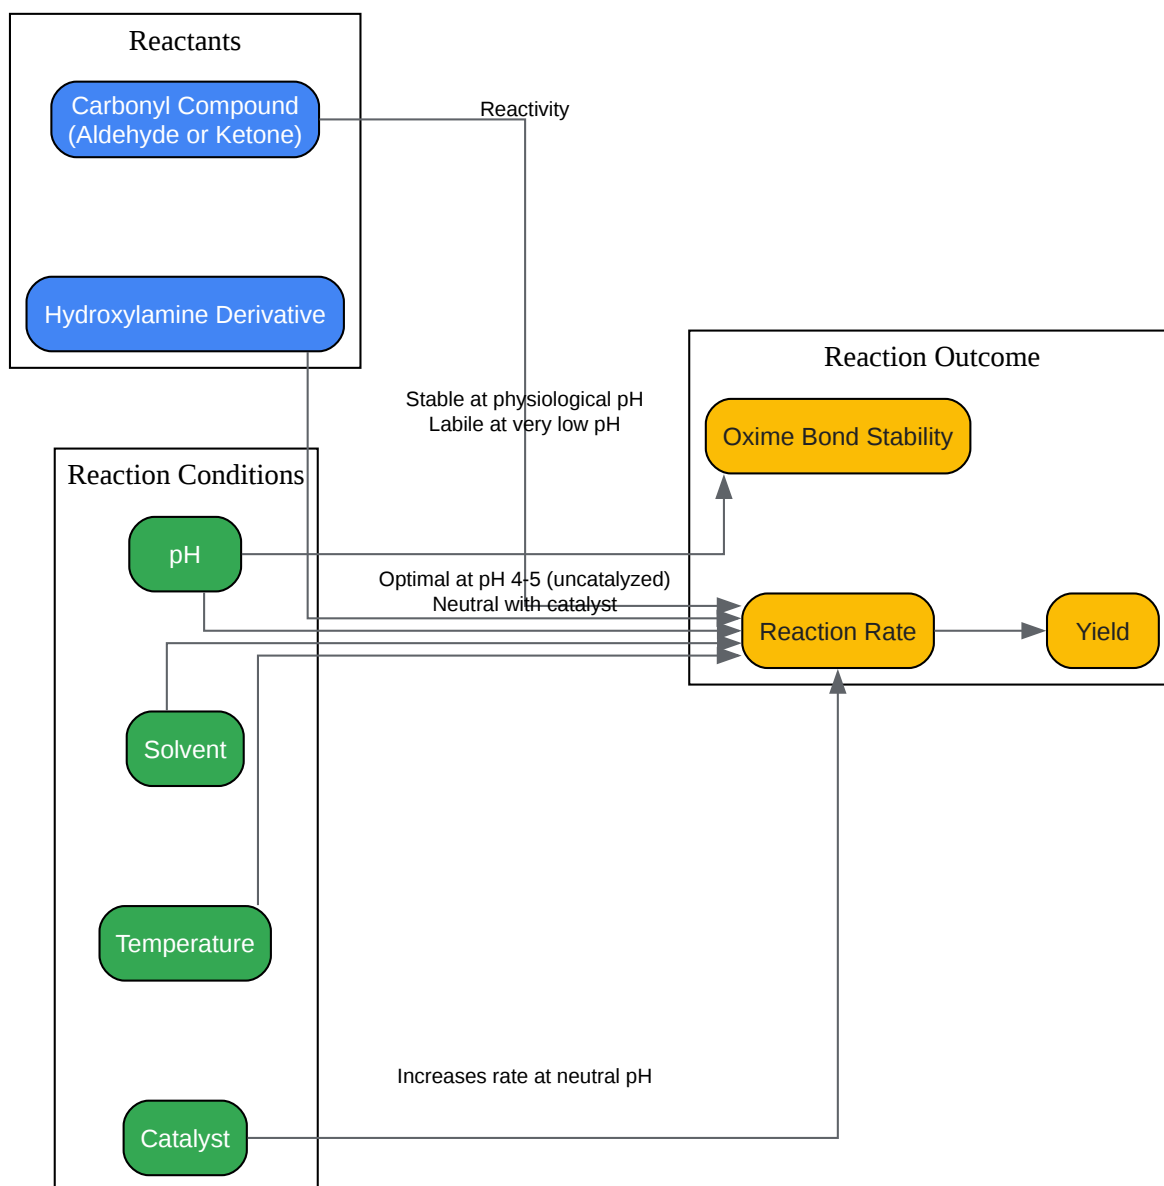 Reactants
Carbonyl Compound
(Aldehyde or Ketone)
Reactivity
Hydroxylamine Derivative
Reaction Outcome
Stable at physiological pH
Labile at very low pH
Oxime Bond Stability
Reaction Conditions
pH
Optimal at pH 4-5 (uncatalyzed)
Neutral with catalyst
Reaction Rate
Yield
Solvent
Temperature
Increases rate at neutral pH
Catalyst